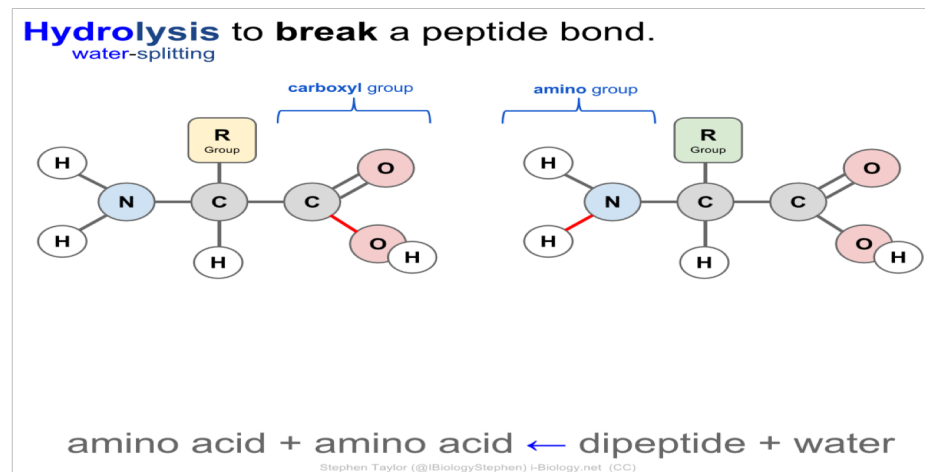 Hydrolysis to break a peptide bond.
water-splitting
carboxyl group
amino group
R
Group
R
Group
H
O
H
O
N
C
C
N
C
C
H
O
H
H
H
O
H
H
amino acid + amino acid ← dipeptide + water
Stephen Taylor (@IBiologyStephen) i-Biology.net (CC)